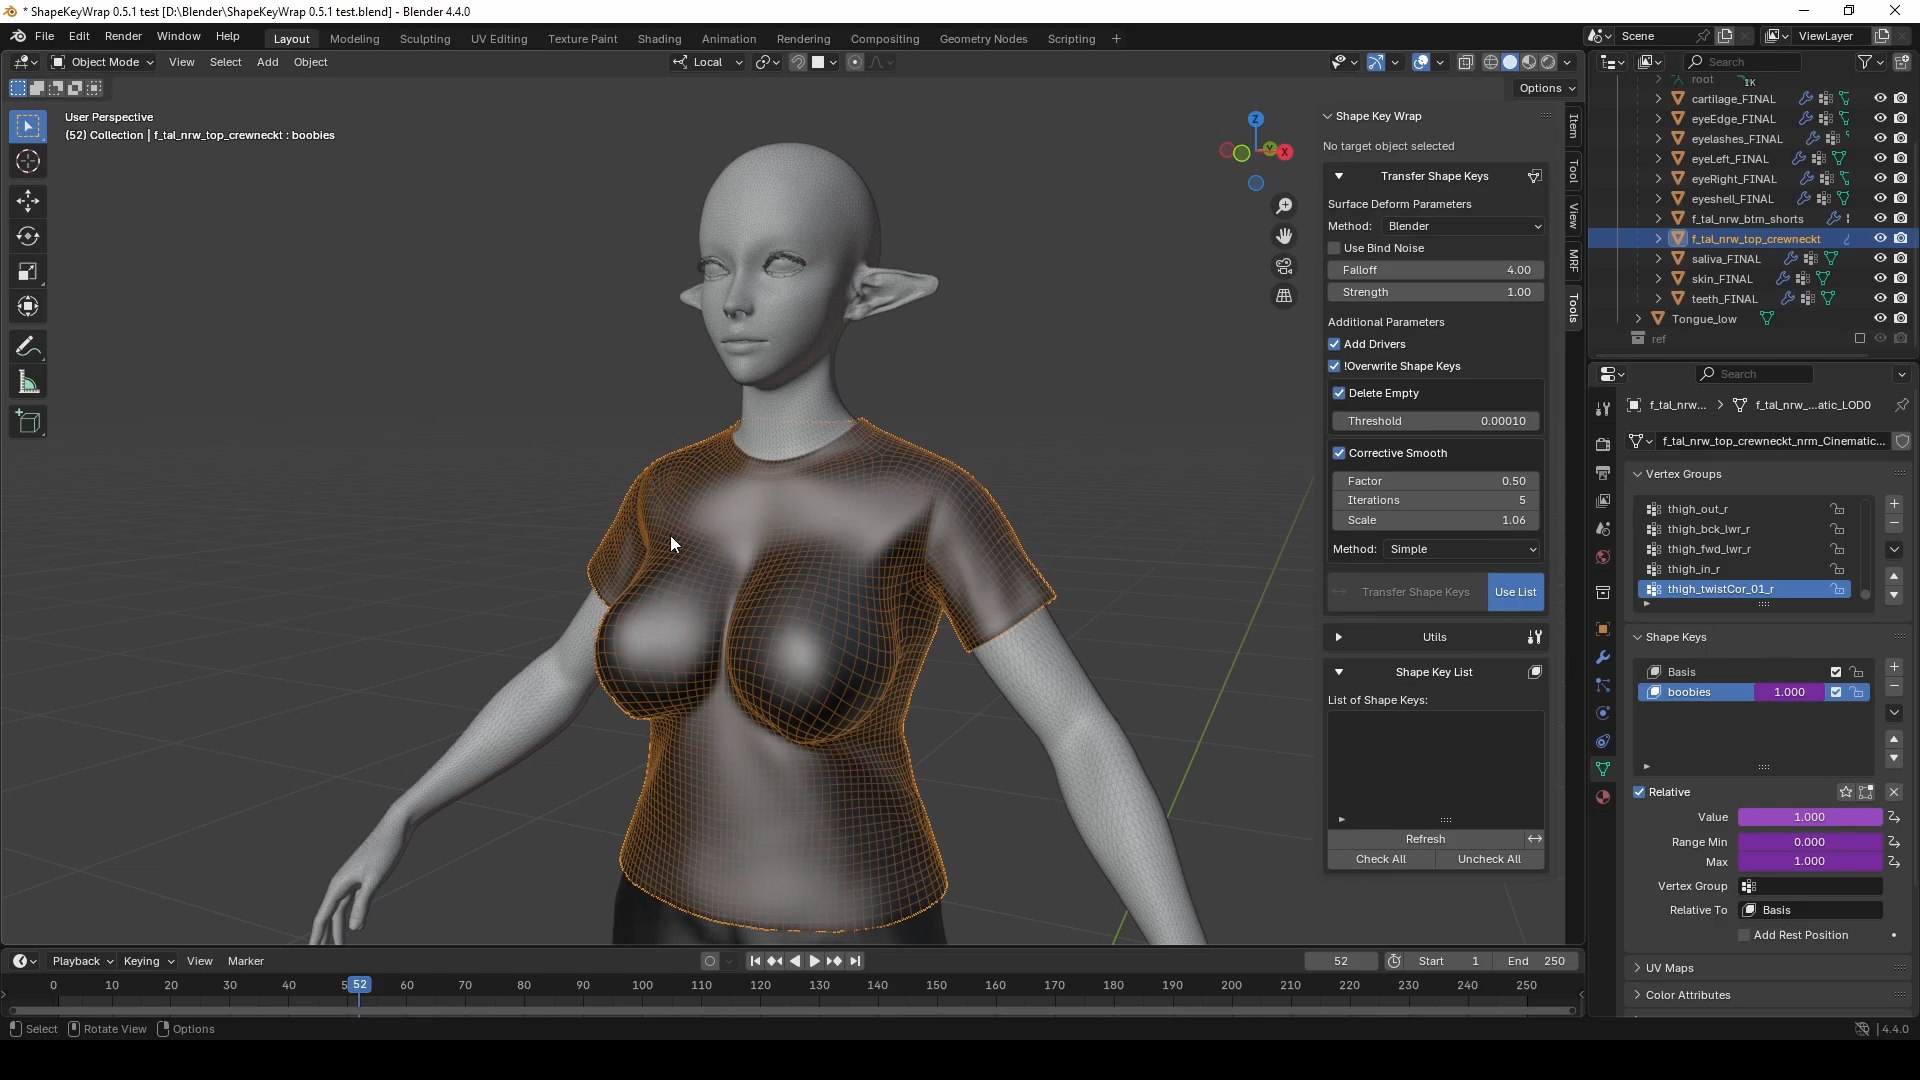 * ShapeKeyWrap 0.5.1 test [D:\Blender\ShapeKeyWrap 0.5.1 test.blend] - Blender 4.4.0
File Edit Render Window Help Layout Modeling Sculpting UV Editing Texture Paint Shading Animation Rendering Compositing Geometry Nodes Scripting + Scene ViewLayer
Object Mode View Select Add Object Local Search
Options
User Perspective
(52) Collection | f_tal_nrw_top_crewneckt : boobies
Z
Y
X
Item
Tool
View
MRF
Tools
Shape Key Wrap
No target object selected
Transfer Shape Keys
Surface Deform Parameters
Method: Blender
Use Bind Noise
Falloff 4.00
Strength 1.00
Additional Parameters
Add Drivers
!Overwrite Shape Keys
Delete Empty
Threshold 0.00010
Corrective Smooth
Factor 0.50
Iterations 5
Scale 1.06
Method: Simple
Transfer Shape Keys Use List
Utils
Shape Key List
List of Shape Keys:
Refresh
Check All Uncheck All
root 1K
cartilage_FINAL
eyeEdge_FINAL
eyelashes_FINAL
eyeLeft_FINAL
eyeRight_FINAL
eyeshell_FINAL
f_tal_nrw_btm_shorts
f_tal_nrw_top_crewneckt
saliva_FINAL
skin_FINAL
teeth_FINAL
Tongue_low
ref
Search
f_tal_nrw... > f_tal_nrw_...atic_LOD0
f_tal_nrw_top_crewneckt_nrm_Cinematic...
Vertex Groups
thigh_out_r
thigh_bck_lwr_r
thigh_fwd_lwr_r
thigh_in_r
thigh_twistCor_01_r
Shape Keys
Basis
boobies 1.000
Relative
Value 1.000
Range Min 0.000
Max 1.000
Vertex Group
Relative To Basis
Add Rest Position
UV Maps
Color Attributes
Playback Keying View Marker 52 Start 1 End 250
0 10 20 30 40 5 52 60 70 80 90 100 110 120 130 140 150 160 170 180 190 200 210 220 230 240 250
Select Rotate View Options 4.4.0